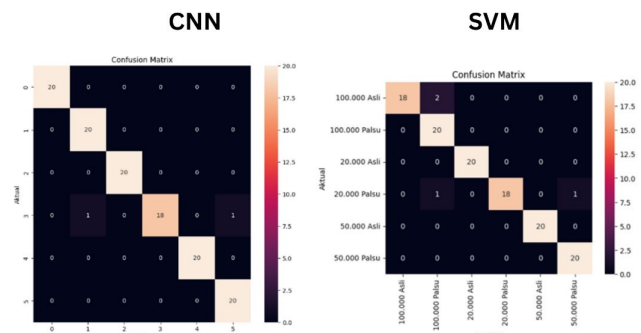 CNN
SVM
Confusion Matrix
Aktual
0 20 0 0 0 0 0
1 0 20 0 0 0 0
2 0 0 20 0 0 0
3 0 1 0 18 0 1
4 0 0 0 0 20 0
5 0 0 0 0 0 20
0 1 2 3 4 5
20.0
17.5
15.0
12.5
10.0
7.5
5.0
2.5
0.0
Confusion Matrix
Aktual
100.000 Asli 18 2 0 0 0 0
100.000 Palsu 0 20 0 0 0 0
20.000 Asli 0 0 20 0 0 0
20.000 Palsu 0 1 0 18 0 1
50.000 Asli 0 0 0 0 20 0
50.000 Palsu 0 0 0 0 0 20
100.000 Asli
100.000 Palsu
20.000 Asli
20.000 Palsu
50.000 Asli
50.000 Palsu
20.0
17.5
15.0
12.5
10.0
7.5
5.0
2.5
0.0